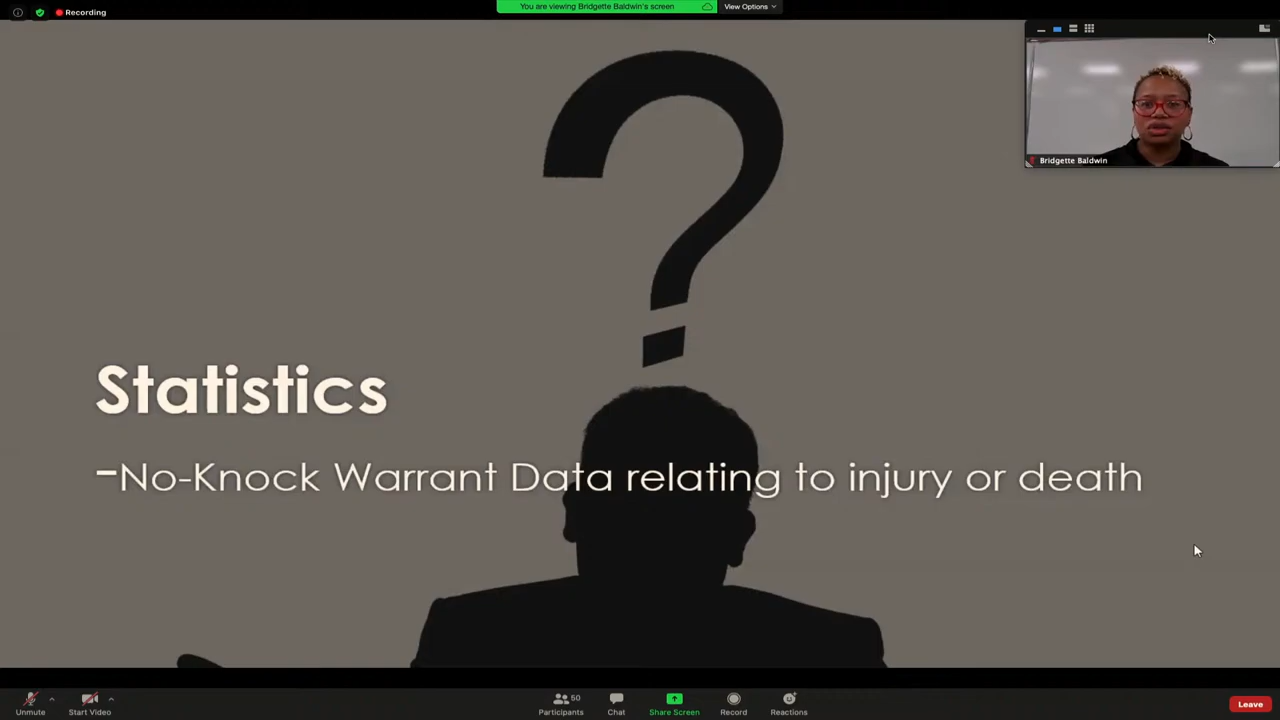 Recording
You are viewing Bridgette Baldwin's screen
View Options
Bridgette Baldwin
?
Statistics
-No-Knock Warrant Data relating to injury or death
Unmute
Start Video
50
Participants
Chat
Share Screen
Record
Reactions
Leave